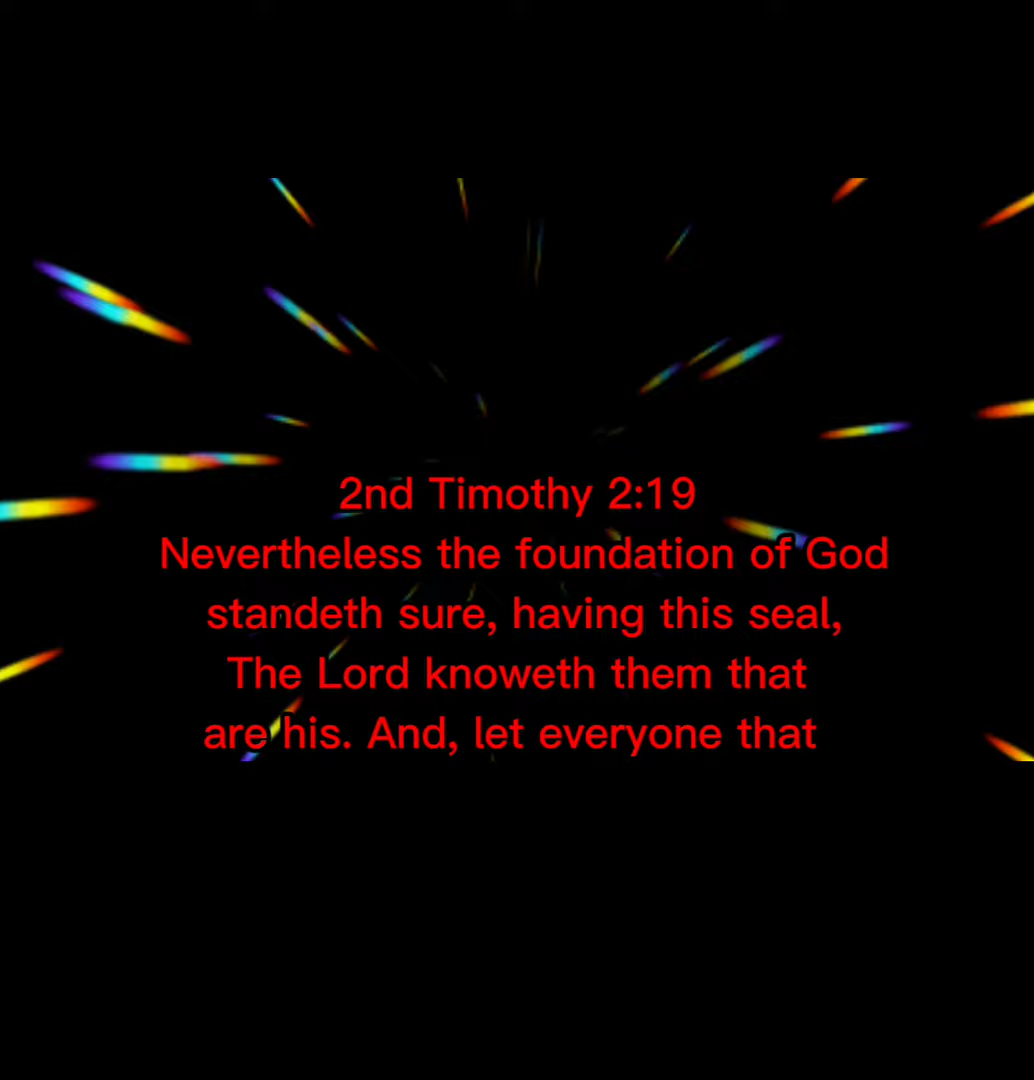 2nd Timothy 2:19
Nevertheless the foundation of God
standeth sure, having this seal,
The Lord knoweth them that
are his. And, let everyone that